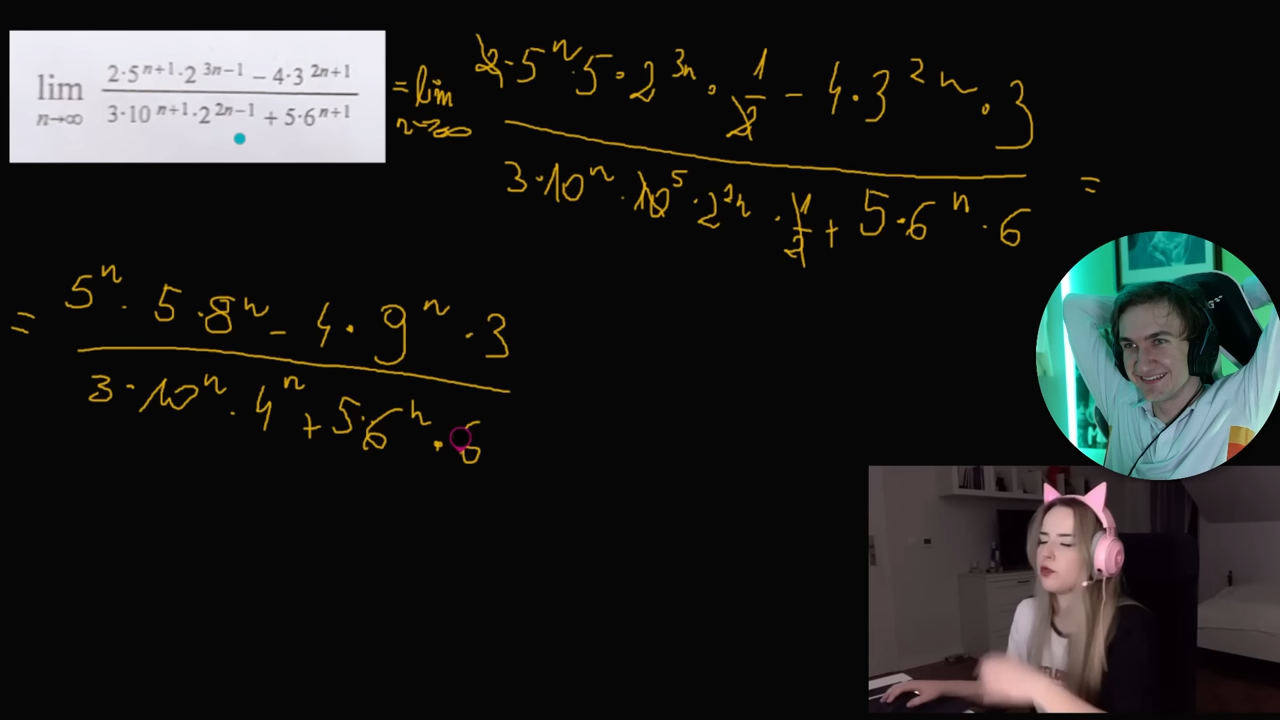 lim n→∞ (2·5^{n+1}·2^{3n−1} − 4·3^{2n+1}) / (3·10^{n+1}·2^{2n−1} + 5·6^{n+1})
= lim n→∞ (2·5^n·5·2^{3n}·1/2 − 4·3^{2n}·3) / (3·10^n·10^5·2^{2n}·1/2 + 5·6^n·6) =
= (5^n·5·8^n − 4·9^n·3) / (3·10^n·4^n + 5·6^n·6)